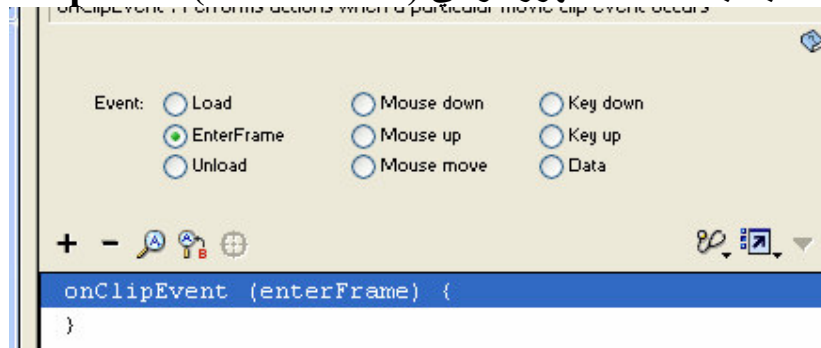 onClipEvent : Performs actions when a particular movie clip event occurs
Event: Load Mouse down Key down
EnterFrame Mouse up Key up
Unload Mouse move Data
onClipEvent (enterFrame) {
}